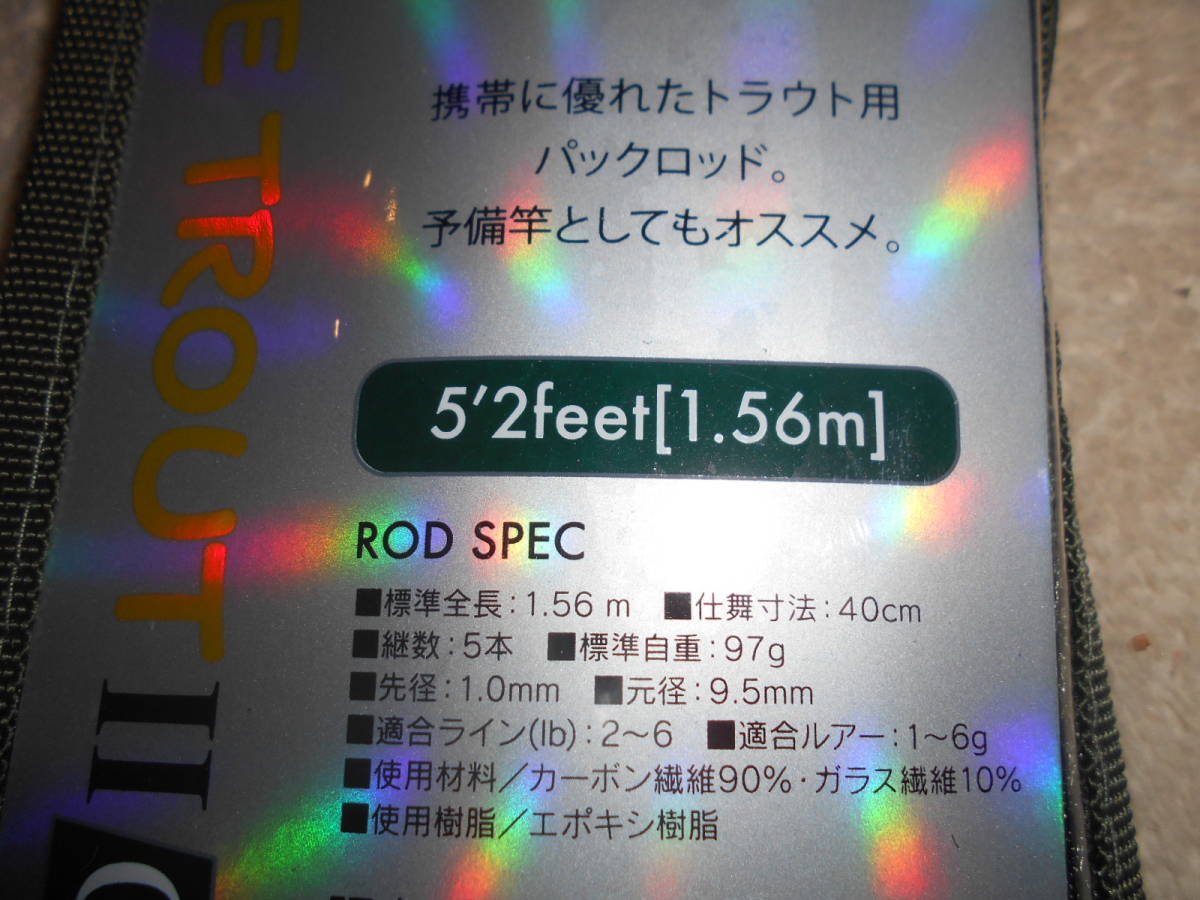 E TROUT II
携帯に優れたトラウト用
パックロッド。
予備竿としてもオススメ。
5'2feet[1.56m]
ROD SPEC
■標準全長:1.56 m ■仕舞寸法:40cm
■継数:5本 ■標準自重:97g
■先径:1.0mm ■元径:9.5mm
■適合ライン(lb):2〜6 ■適合ルアー:1〜6g
■使用材料/カーボン繊維90%・ガラス繊維10%
■使用樹脂/エポキシ樹脂